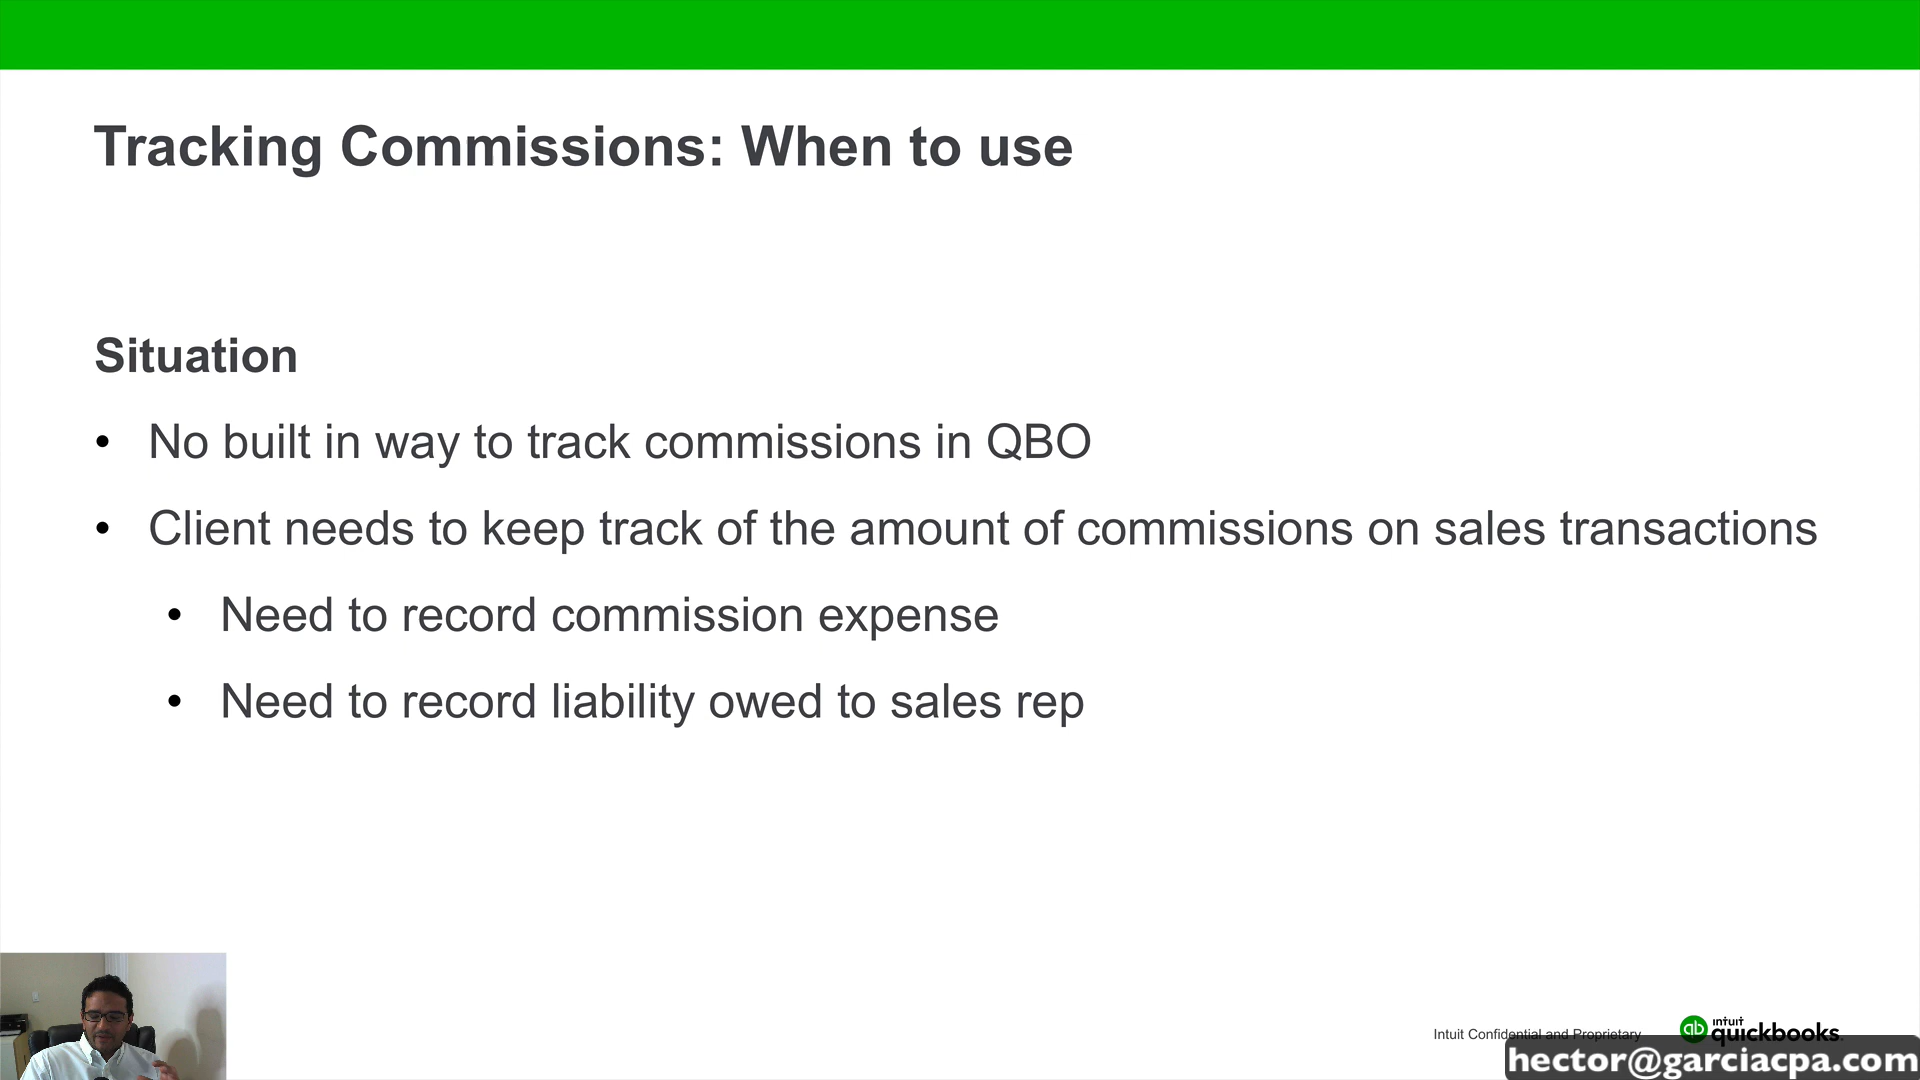 Tracking Commissions: When to use
Situation
• No built in way to track commissions in QBO
• Client needs to keep track of the amount of commissions on sales transactions
• Need to record commission expense
• Need to record liability owed to sales rep
Intuit Confidential and Proprietary
qb intuit quickbooks.
hector@garciacpa.com